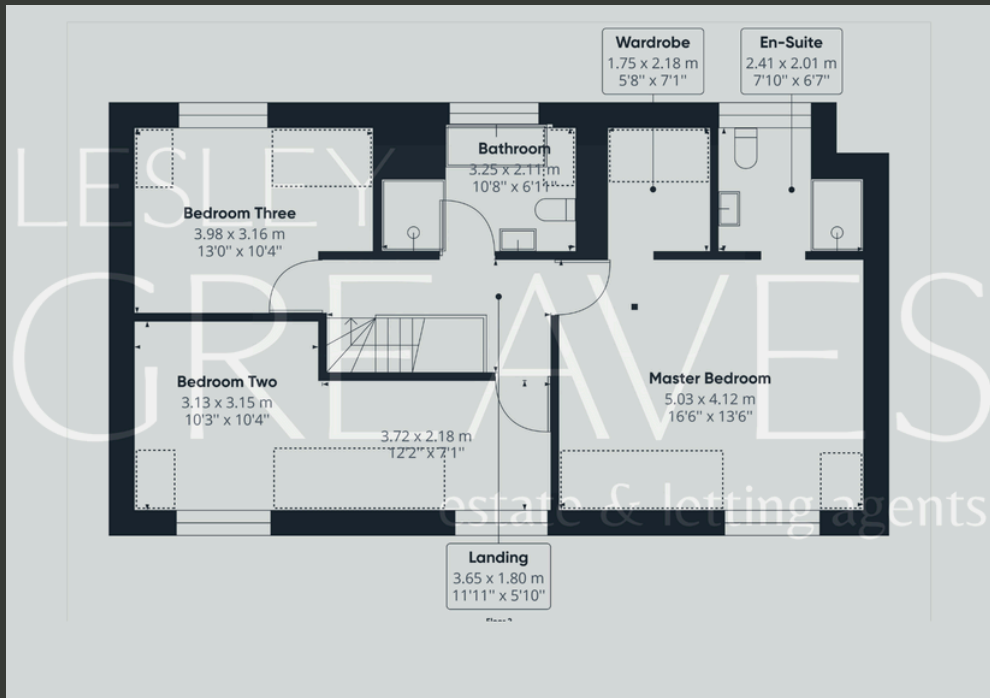 Wardrobe
1.75 x 2.18 m
5'8'' x 7'1''
En-Suite
2.41 x 2.01 m
7'10'' x 6'7''
Bathroom
3.25 x 2.11 m
10'8'' x 6'11''
LESLEY
Bedroom Three
3.98 x 3.16 m
13'0'' x 10'4''
GREAVES
Bedroom Two
3.13 x 3.15 m
10'3'' x 10'4''
Master Bedroom
5.03 x 4.12 m
16'6'' x 13'6''
3.72 x 2.18 m
12'2'' x 7'1''
estate & letting agents
Landing
3.65 x 1.80 m
11'11'' x 5'10''